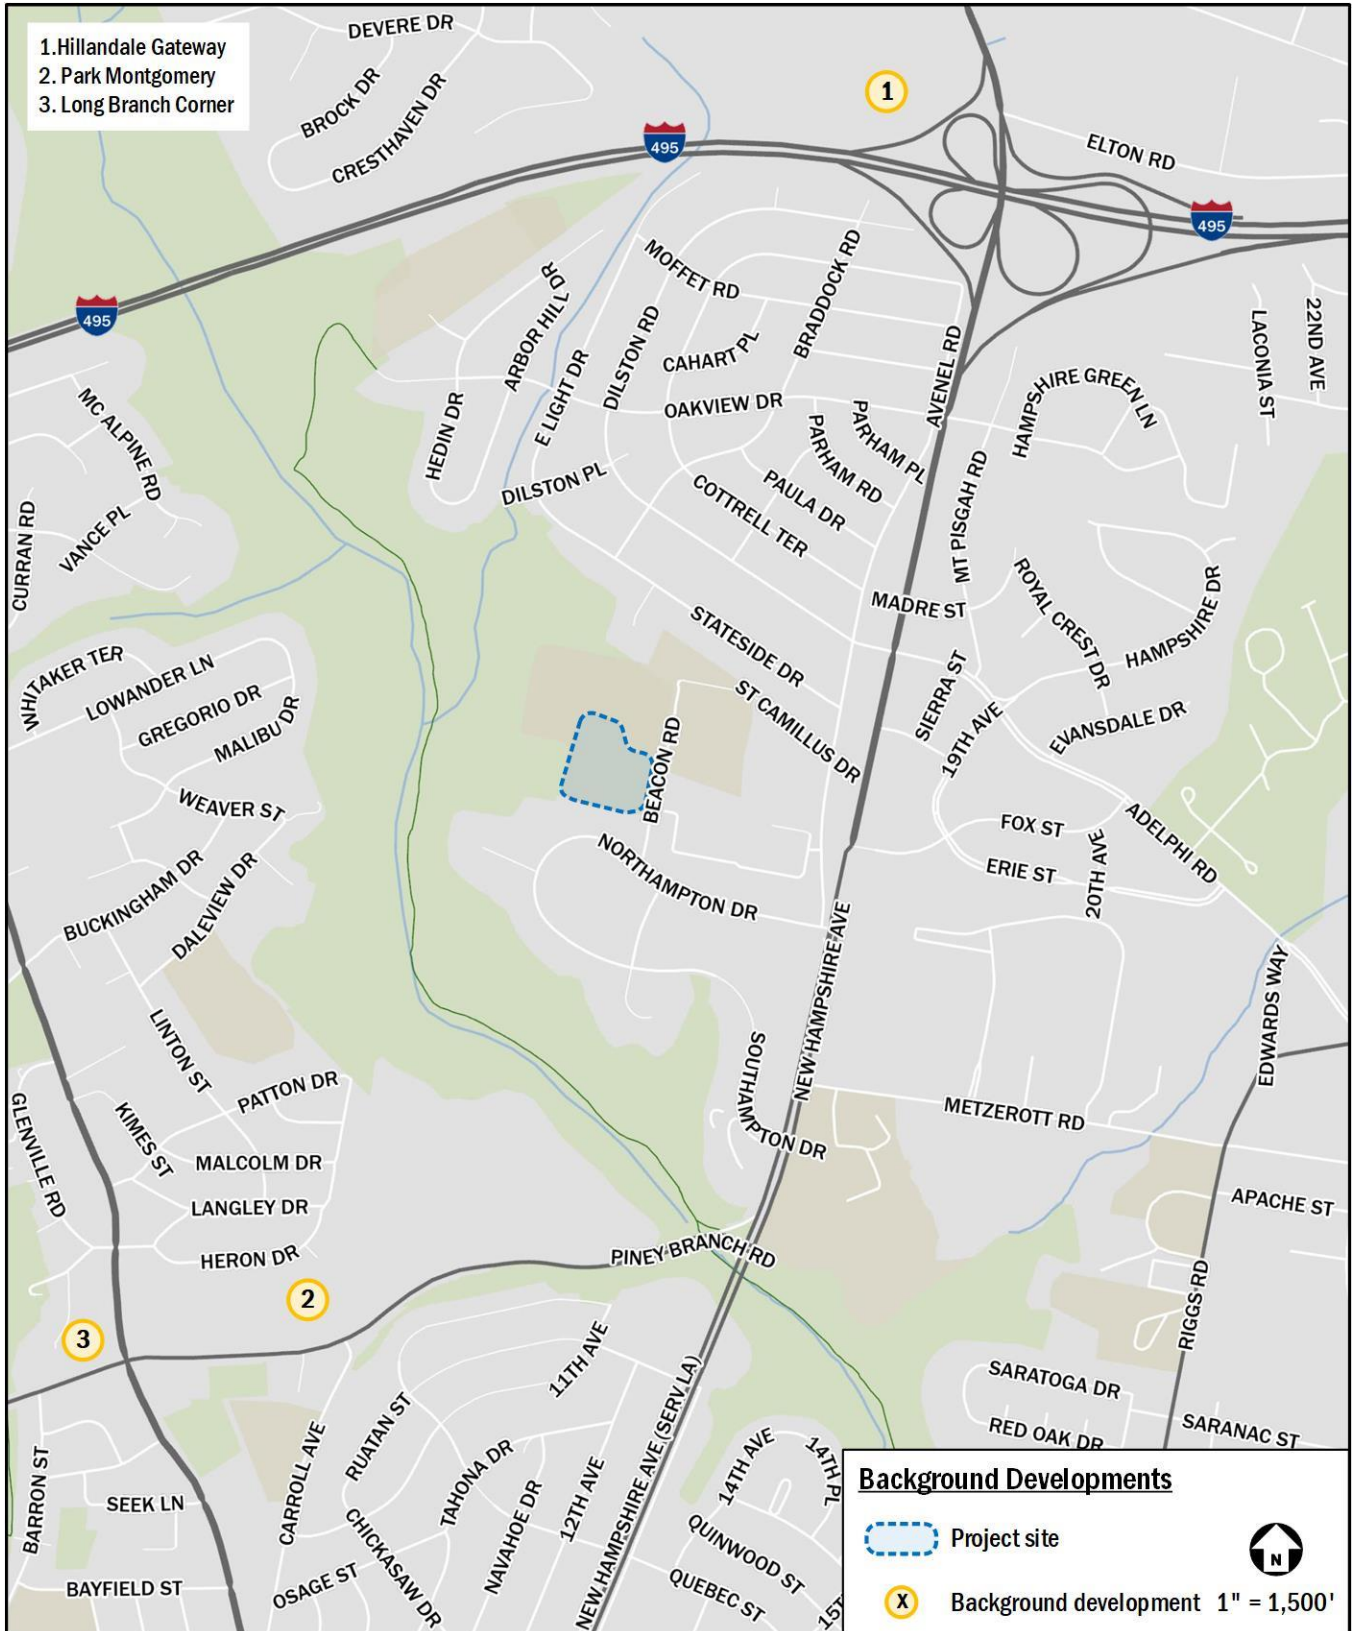 1.Hillandale Gateway
2. Park Montgomery
3. Long Branch Corner
DEVERE DR
BROCK DR
CRESTHAVEN DR
1
495
ELTON RD
495
495
MOFFET RD
BRADDOCK RD
ARBOR HILL DR
DILSTON RD
CAHART PL
E LIGHT DR
AVENEL RD
LACONIA ST
22ND AVE
HAMPSHIRE GREEN LN
OAKVIEW DR
HEDIN DR
MC ALPINE RD
PARHAM PL
PARHAM RD
DILSTON PL
PAULA DR
COTTRELL TER
MT PISGAH RD
CURRAN RD
VANCE PL
ROYAL CREST DR
HAMPSHIRE DR
MADRE ST
STATESIDE DR
WHITAKER TER
LOWANDER LN
GREGORIO DR
MALIBU DR
SIERRA ST
ST CAMILLUS DR
19TH AVE
EVANSDALE DR
BEACON RD
WEAVER ST
FOX ST
ADELPHI RD
NORTHAMPTON DR
ERIE ST
20TH AVE
BUCKINGHAM DR
DALEVIEW DR
NEW HAMPSHIRE AVE
EDWARDS WAY
LINTON ST
SOUTHAMPTON DR
PATTON DR
GLENVILLE RD
KIMES ST
METZEROTT RD
MALCOLM DR
LANGLEY DR
APACHE ST
HERON DR
PINEY BRANCH RD
2
RIGGS RD
3
11TH AVE
SARATOGA DR
RUATAN ST
NEW HAMPSHIRE AVE (SERV LA)
RED OAK DR
SARANAC ST
CARROLL AVE
TAHONA DR
14TH AVE
14TH PL
BARRON ST
SEEK LN
12TH AVE
NAVAHOE DR
CHICKASAW DR
QUINWOOD ST
BAYFIELD ST
OSAGE ST
QUEBEC ST
Background Developments
Project site
N
X Background development 1" = 1,500'